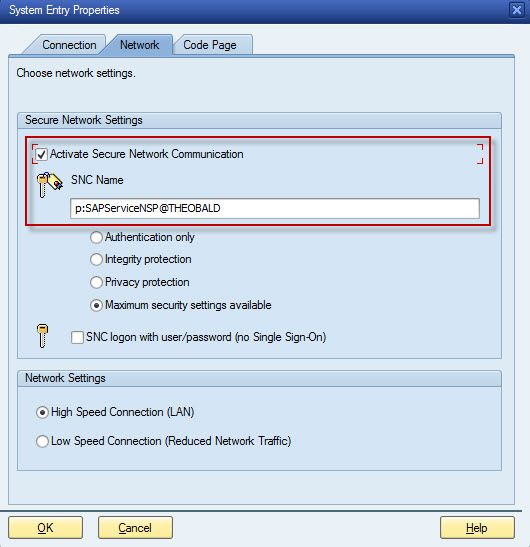 System Entry Properties
Connection Network Code Page
Choose network settings.
Secure Network Settings
Activate Secure Network Communication
SNC Name
p:SAPServiceNSP@THEOBALD
Authentication only
Integrity protection
Privacy protection
Maximum security settings available
SNC logon with user/password (no Single Sign-On)
Network Settings
High Speed Connection (LAN)
Low Speed Connection (Reduced Network Traffic)
OK Cancel Help